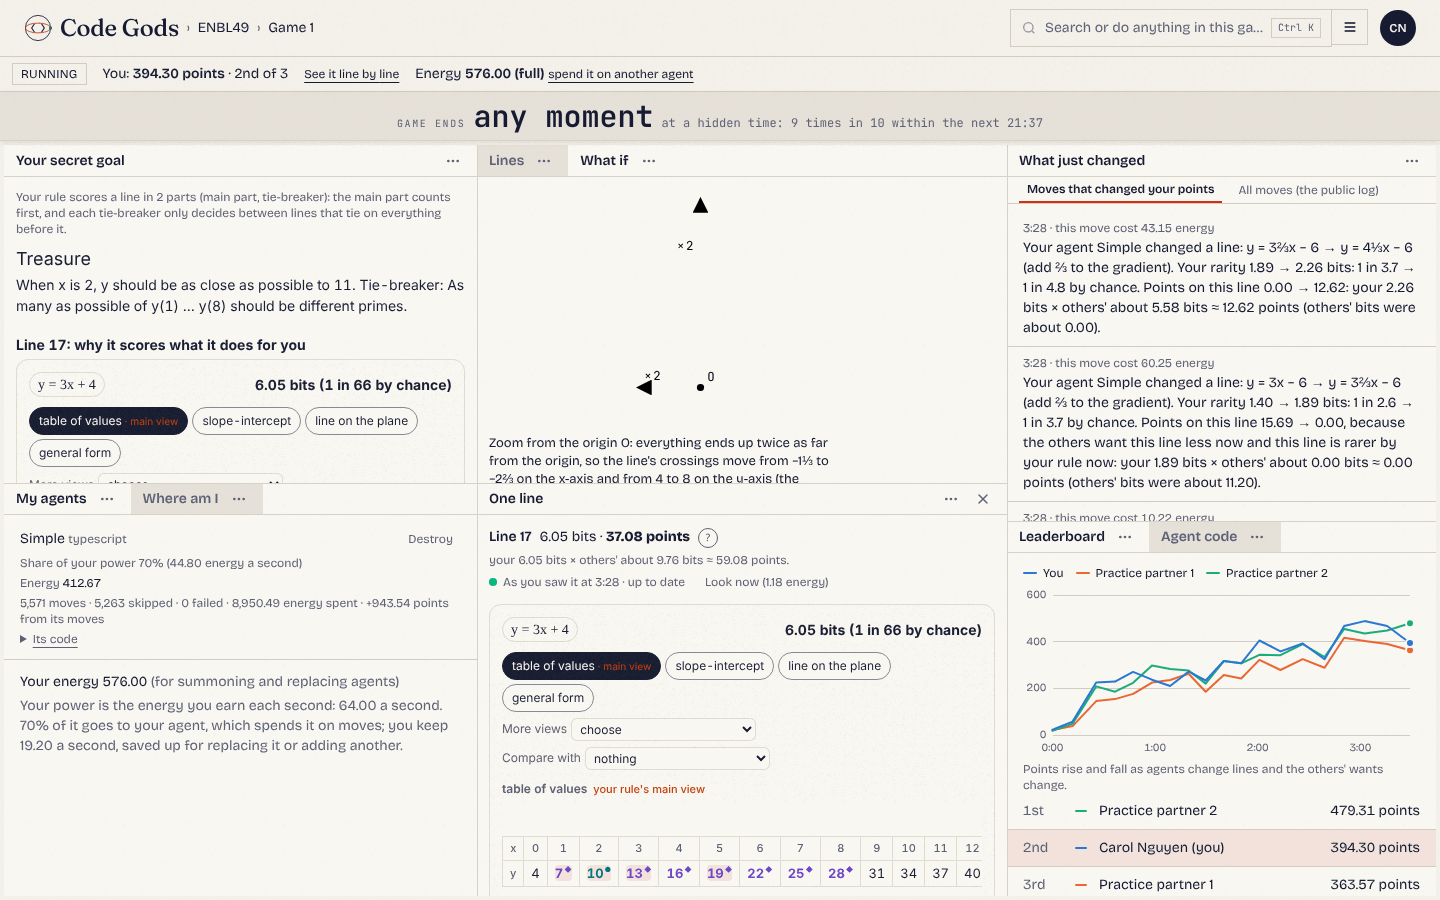 Code Gods › ENBL49 › Game 1
Search or do anything in this ga... Ctrl K
CN
RUNNING You: 394.30 points · 2nd of 3 See it line by line Energy 576.00 (full) spend it on another agent
GAME ENDS any moment at a hidden time: 9 times in 10 within the next 21:37
Your secret goal
Your rule scores a line in 2 parts (main part, tie-breaker): the main part counts
first, and each tie-breaker only decides between lines that tie on everything
before it.
Treasure
When x is 2, y should be as close as possible to 11. Tie-breaker: As
many as possible of y(1) ... y(8) should be different primes.
Line 17: why it scores what it does for you
y = 3x + 4 6.05 bits (1 in 66 by chance)
table of values · main view slope-intercept line on the plane
general form
Lines What if
×2
×2
0
Zoom from the origin O: everything ends up twice as far
from the origin, so the line's crossings move from −1⅓ to
−2⅔ on the x-axis and from 4 to 8 on the y-axis (the
What just changed
Moves that changed your points All moves (the public log)
3:28 · this move cost 43.15 energy
Your agent Simple changed a line: y = 3⅔x − 6 → y = 4⅓x − 6
(add ⅔ to the gradient). Your rarity 1.89 → 2.26 bits: 1 in 3.7 →
1 in 4.8 by chance. Points on this line 0.00 → 12.62: your 2.26
bits × others' about 5.58 bits ≈ 12.62 points (others' bits were
about 0.00).
3:28 · this move cost 60.25 energy
Your agent Simple changed a line: y = 3x − 6 → y = 3⅔x − 6
(add ⅔ to the gradient). Your rarity 1.40 → 1.89 bits: 1 in 2.6 →
1 in 3.7 by chance. Points on this line 15.69 → 0.00, because
the others want this line less now and this line is rarer by
your rule now: your 1.89 bits × others' about 0.00 bits ≈ 0.00
points (others' bits were about 11.20).
3:28 · this move cost 10.22 energy
My agents Where am I
Simple typescript Destroy
Share of your power 70% (44.80 energy a second)
Energy 412.67
5,571 moves · 5,263 skipped · 0 failed · 8,950.49 energy spent · +943.54 points
from its moves
Its code
Your energy 576.00 (for summoning and replacing agents)
Your power is the energy you earn each second: 64.00 a second.
70% of it goes to your agent, which spends it on moves; you keep
19.20 a second, saved up for replacing it or adding another.
One line
Line 17 6.05 bits · 37.08 points ?
your 6.05 bits × others' about 9.76 bits ≈ 59.08 points.
As you saw it at 3:28 · up to date Look now (1.18 energy)
y = 3x + 4 6.05 bits (1 in 66 by chance)
table of values · main view slope-intercept line on the plane
general form
More views choose
Compare with nothing
table of values your rule's main view
x 0 1 2 3 4 5 6 7 8 9 10 11 12
y 4 7 10 13 16 19 22 25 28 31 34 37 40
Leaderboard Agent code
You Practice partner 1 Practice partner 2
600
400
200
0
0:00 1:00 2:00 3:00
Points rise and fall as agents change lines and the others' wants
change.
1st Practice partner 2 479.31 points
2nd Carol Nguyen (you) 394.30 points
3rd Practice partner 1 363.57 points